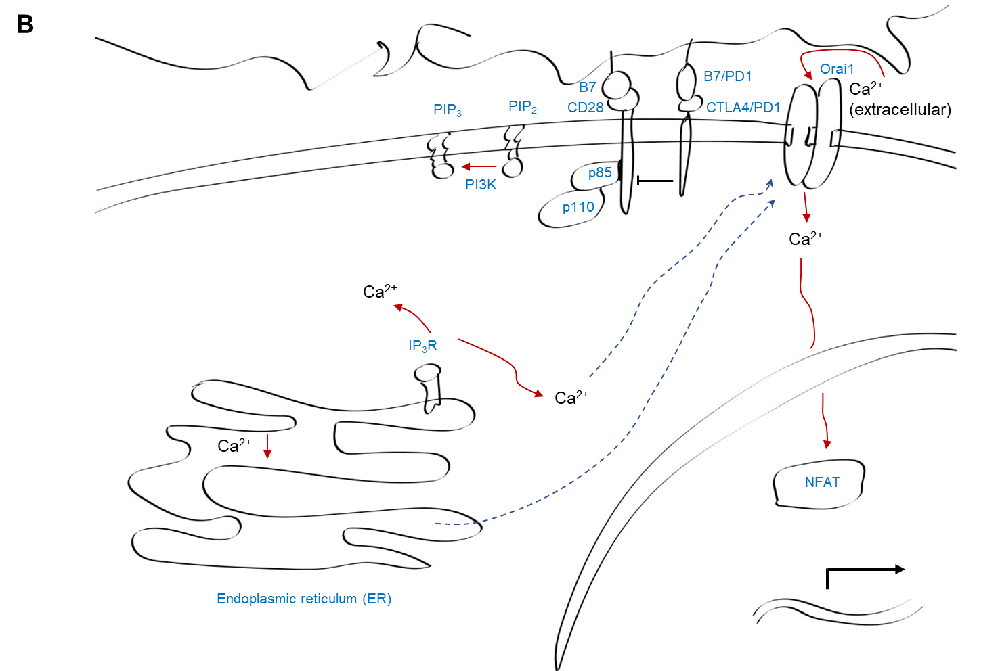 B
B7
CD28
B7/PD1
CTLA4/PD1
Orai1
Ca²⁺
(extracellular)
PIP₃
PIP₂
PI3K
p85
p110
Ca²⁺
Ca²⁺
IP₃R
Ca²⁺
Ca²⁺
NFAT
Endoplasmic reticulum (ER)